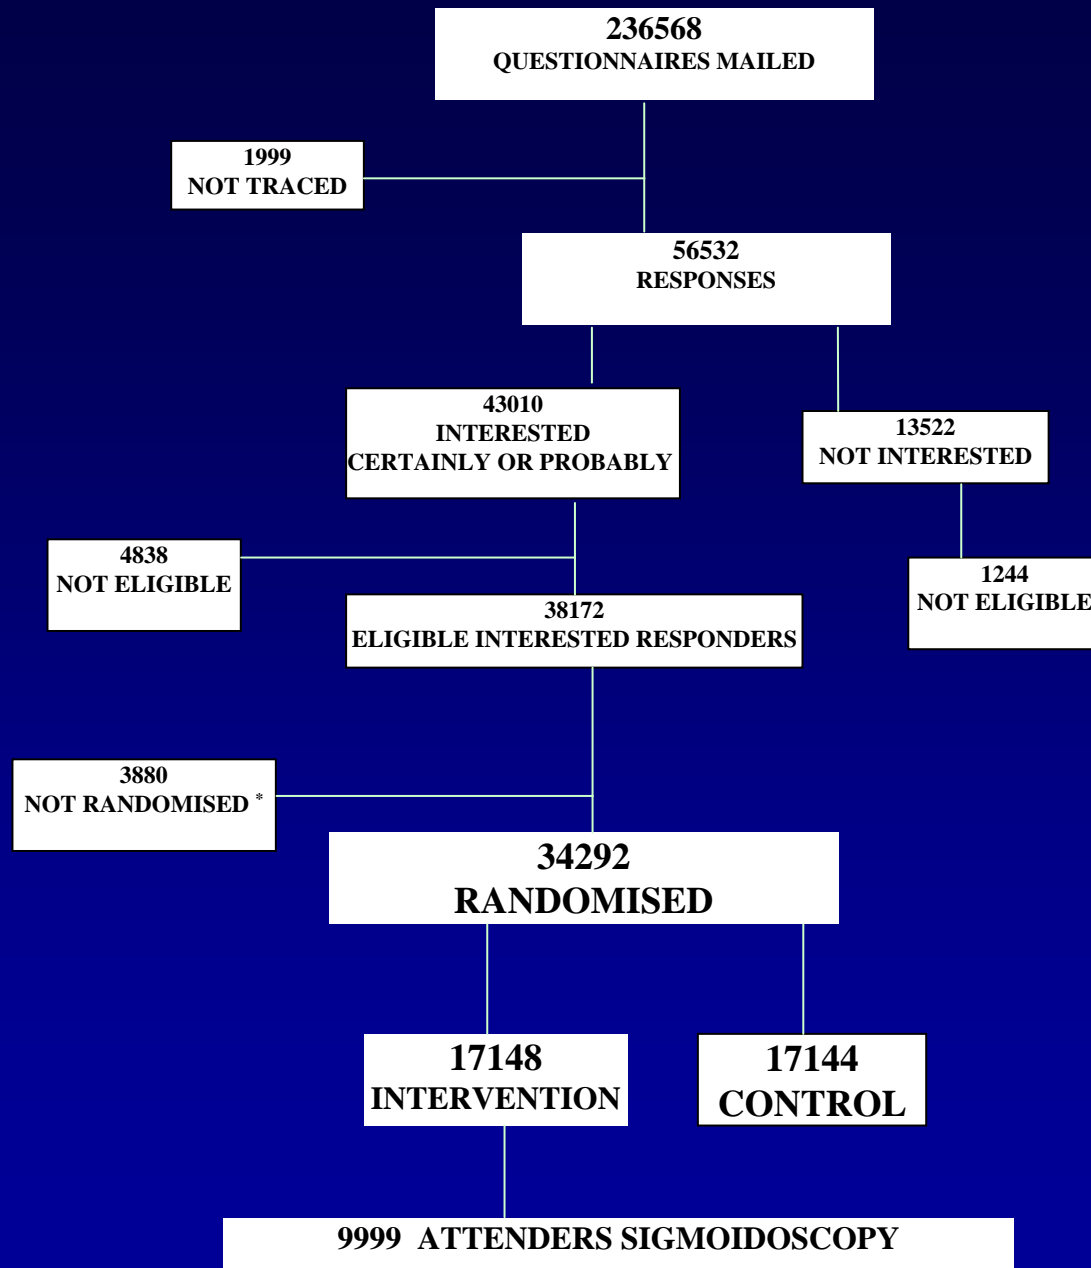 236568
QUESTIONNAIRES MAILED
1999
NOT TRACED
56532
RESPONSES
43010
INTERESTED
CERTAINLY OR PROBABLY
13522
NOT INTERESTED
4838
NOT ELIGIBLE
1244
NOT ELIGIBLE
38172
ELIGIBLE INTERESTED RESPONDERS
3880
NOT RANDOMISED *
34292
RANDOMISED
17148
INTERVENTION
17144
CONTROL
9999 ATTENDERS SIGMOIDOSCOPY